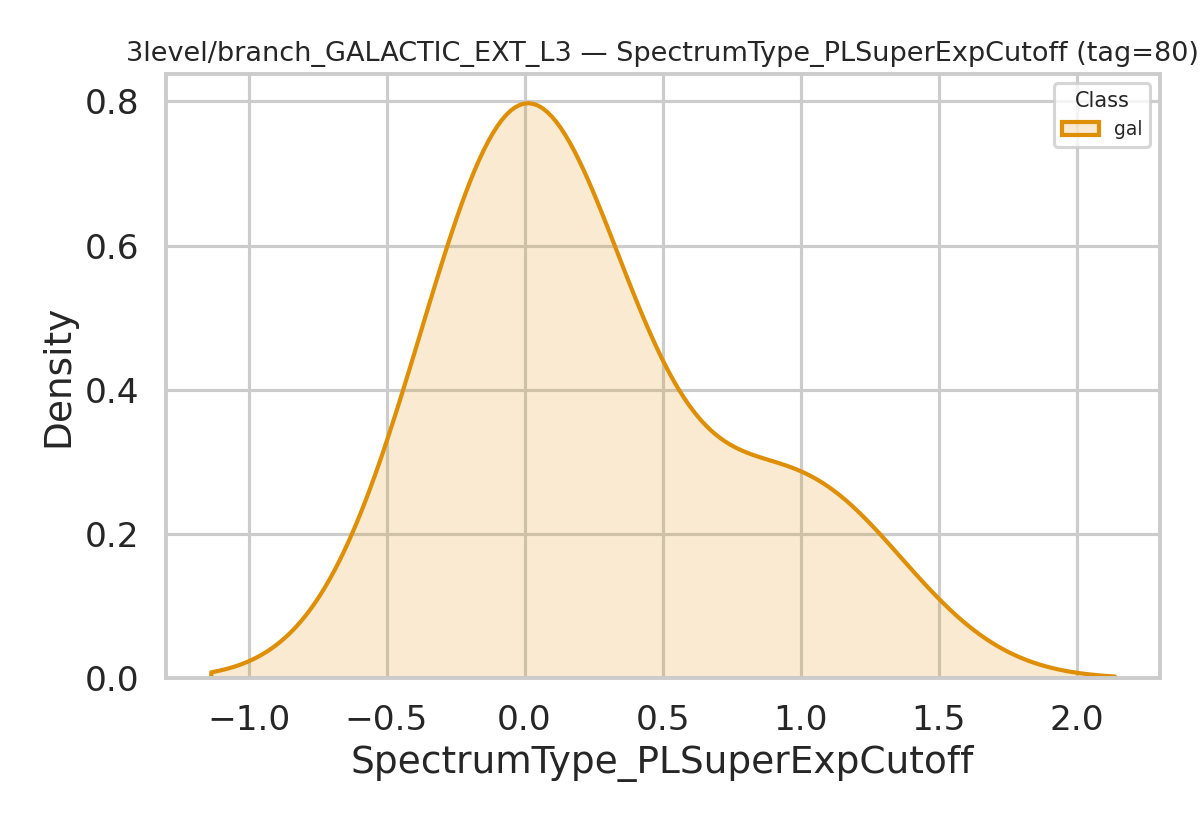 3level/branch_GALACTIC_EXT_L3 — SpectrumType_PLSuperExpCutoff (tag=80)
Class
gal
Density
0.8
0.6
0.4
0.2
0.0
−1.0 −0.5 0.0 0.5 1.0 1.5 2.0
SpectrumType_PLSuperExpCutoff